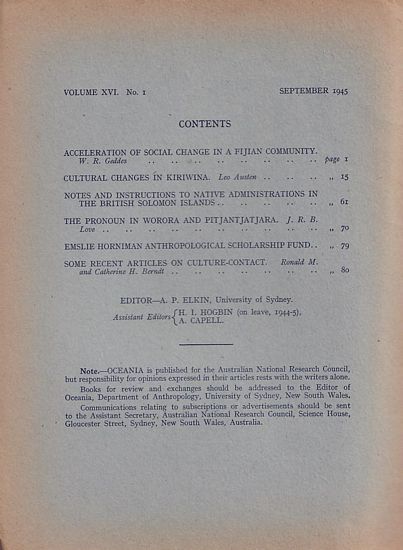 VOLUME XVI. No. 1 SEPTEMBER 1945
CONTENTS
ACCELERATION OF SOCIAL CHANGE IN A FIJIAN COMMUNITY.
W. R. Geddes .. .. .. .. .. .. .. .. page 1
CULTURAL CHANGES IN KIRIWINA. Leo Austen .. .. .. „ 15
NOTES AND INSTRUCTIONS TO NATIVE ADMINISTRATIONS IN
THE BRITISH SOLOMON ISLANDS .. .. .. .. .. „ 61
THE PRONOUN IN WORORA AND PITJANTJATJARA. J. R. B.
Love .. .. .. .. .. .. .. .. .. .. „ 70
EMSLIE HORNIMAN ANTHROPOLOGICAL SCHOLARSHIP FUND.. „ 79
SOME RECENT ARTICLES ON CULTURE-CONTACT. Ronald M.
and Catherine H. Berndt .. .. .. .. .. .. .. „ 80
EDITOR—A. P. ELKIN, University of Sydney.
Assistant Editors { H. I. HOGBIN (on leave, 1944-5),
A. CAPELL.
Note.—OCEANIA is published for the Australian National Research Council,
but responsibility for opinions expressed in their articles rests with the writers alone.
Books for review and exchanges should be addressed to the Editor of
Oceania, Department of Anthropology, University of Sydney, New South Wales.
Communications relating to subscriptions or advertisements should be sent
to the Assistant Secretary, Australian National Research Council, Science House,
Gloucester Street, Sydney, New South Wales, Australia.